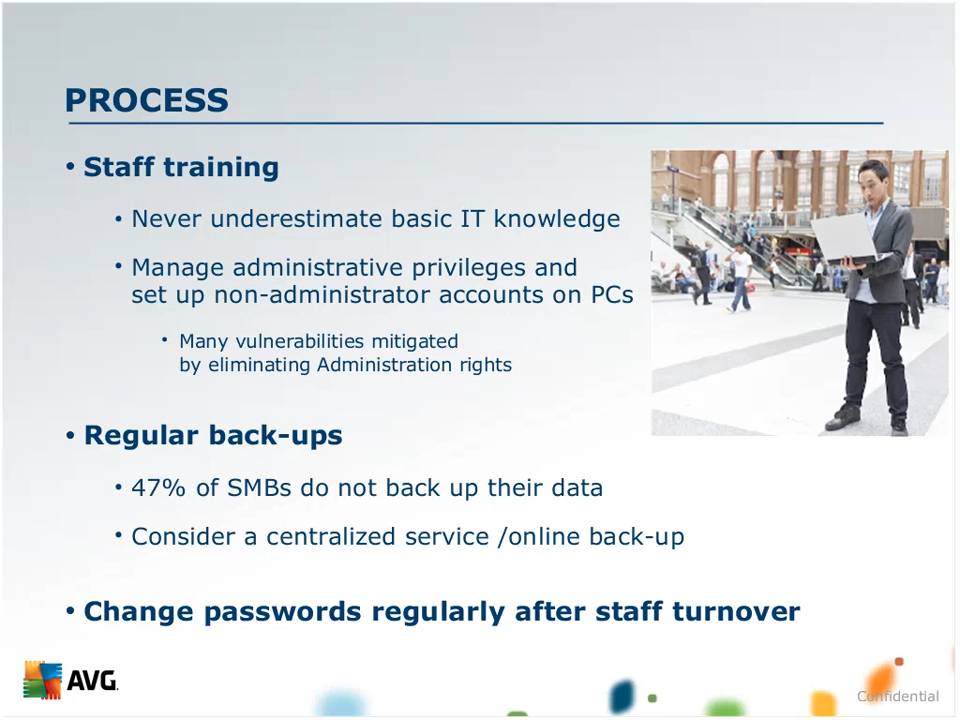 PROCESS
• Staff training
• Never underestimate basic IT knowledge
• Manage administrative privileges and
set up non-administrator accounts on PCs
• Many vulnerabilities mitigated
by eliminating Administration rights
• Regular back-ups
• 47% of SMBs do not back up their data
• Consider a centralized service /online back-up
• Change passwords regularly after staff turnover
AVG.
Confidential